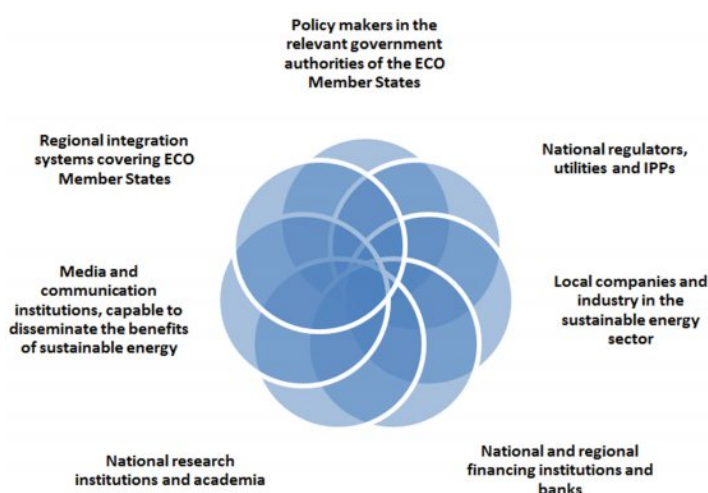 Policy makers in the
relevant government
authorities of the ECO
Member States
Regional integration
systems covering ECO
Member States
National regulators,
utilities and IPPs
Media and
communication
institutions, capable to
disseminate the benefits
of sustainable energy
Local companies and
industry in the
sustainable energy
sector
National research
institutions and academia
National and regional
financing institutions and
banks